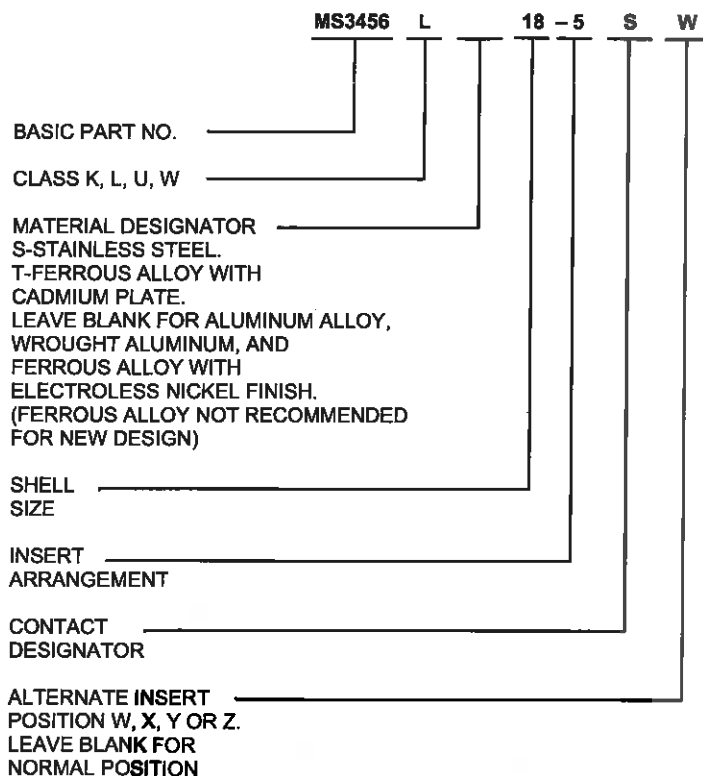 MS3456 L 18 – 5 S W
BASIC PART NO.
CLASS K, L, U, W
MATERIAL DESIGNATOR
S-STAINLESS STEEL.
T-FERROUS ALLOY WITH
CADMIUM PLATE.
LEAVE BLANK FOR ALUMINUM ALLOY,
WROUGHT ALUMINUM, AND
FERROUS ALLOY WITH
ELECTROLESS NICKEL FINISH.
(FERROUS ALLOY NOT RECOMMENDED
FOR NEW DESIGN)
SHELL
SIZE
INSERT
ARRANGEMENT
CONTACT
DESIGNATOR
ALTERNATE INSERT
POSITION W, X, Y OR Z.
LEAVE BLANK FOR
NORMAL POSITION